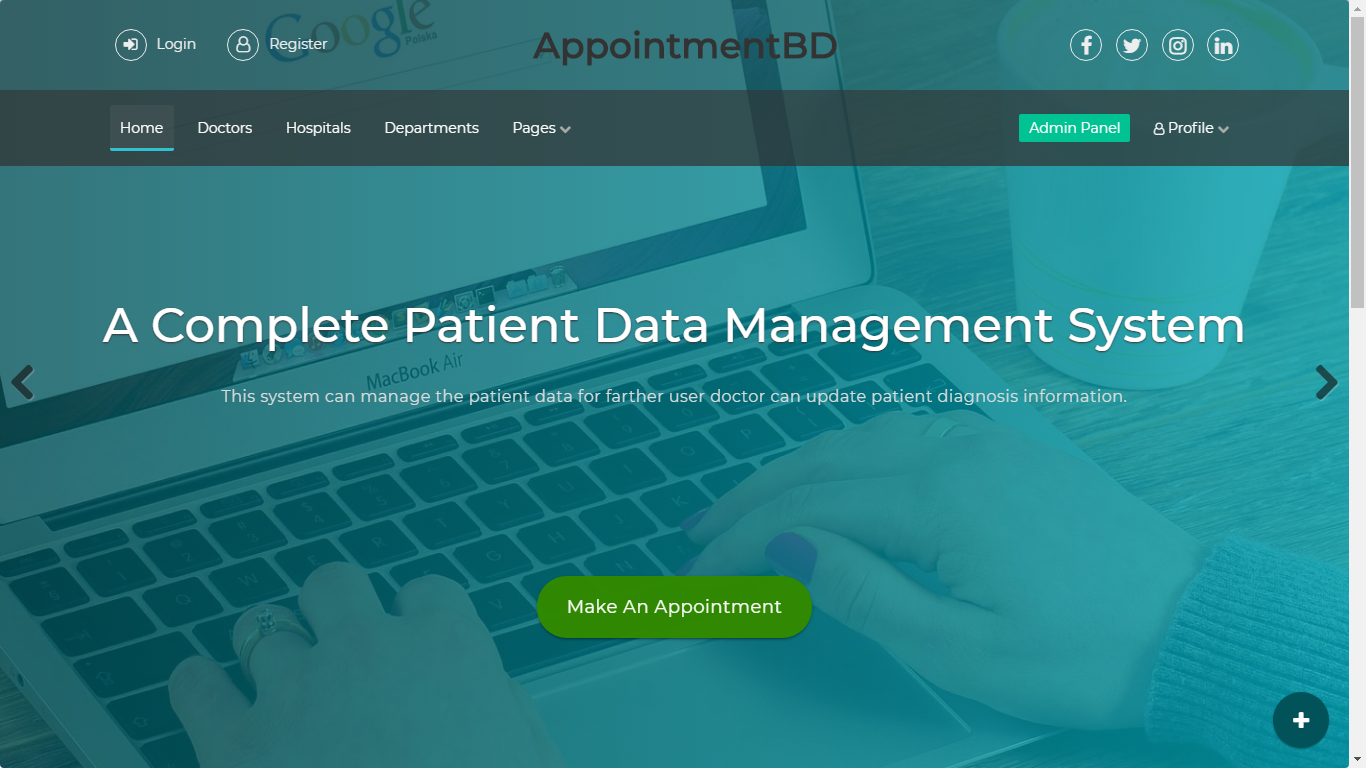 Google
Polska
Login
Register
AppointmentBD
Home
Doctors
Hospitals
Departments
Pages
Admin Panel
Profile
A Complete Patient Data Management System
MacBook Air
This system can manage the patient data for farther user doctor can update patient diagnosis information.
Make An Appointment